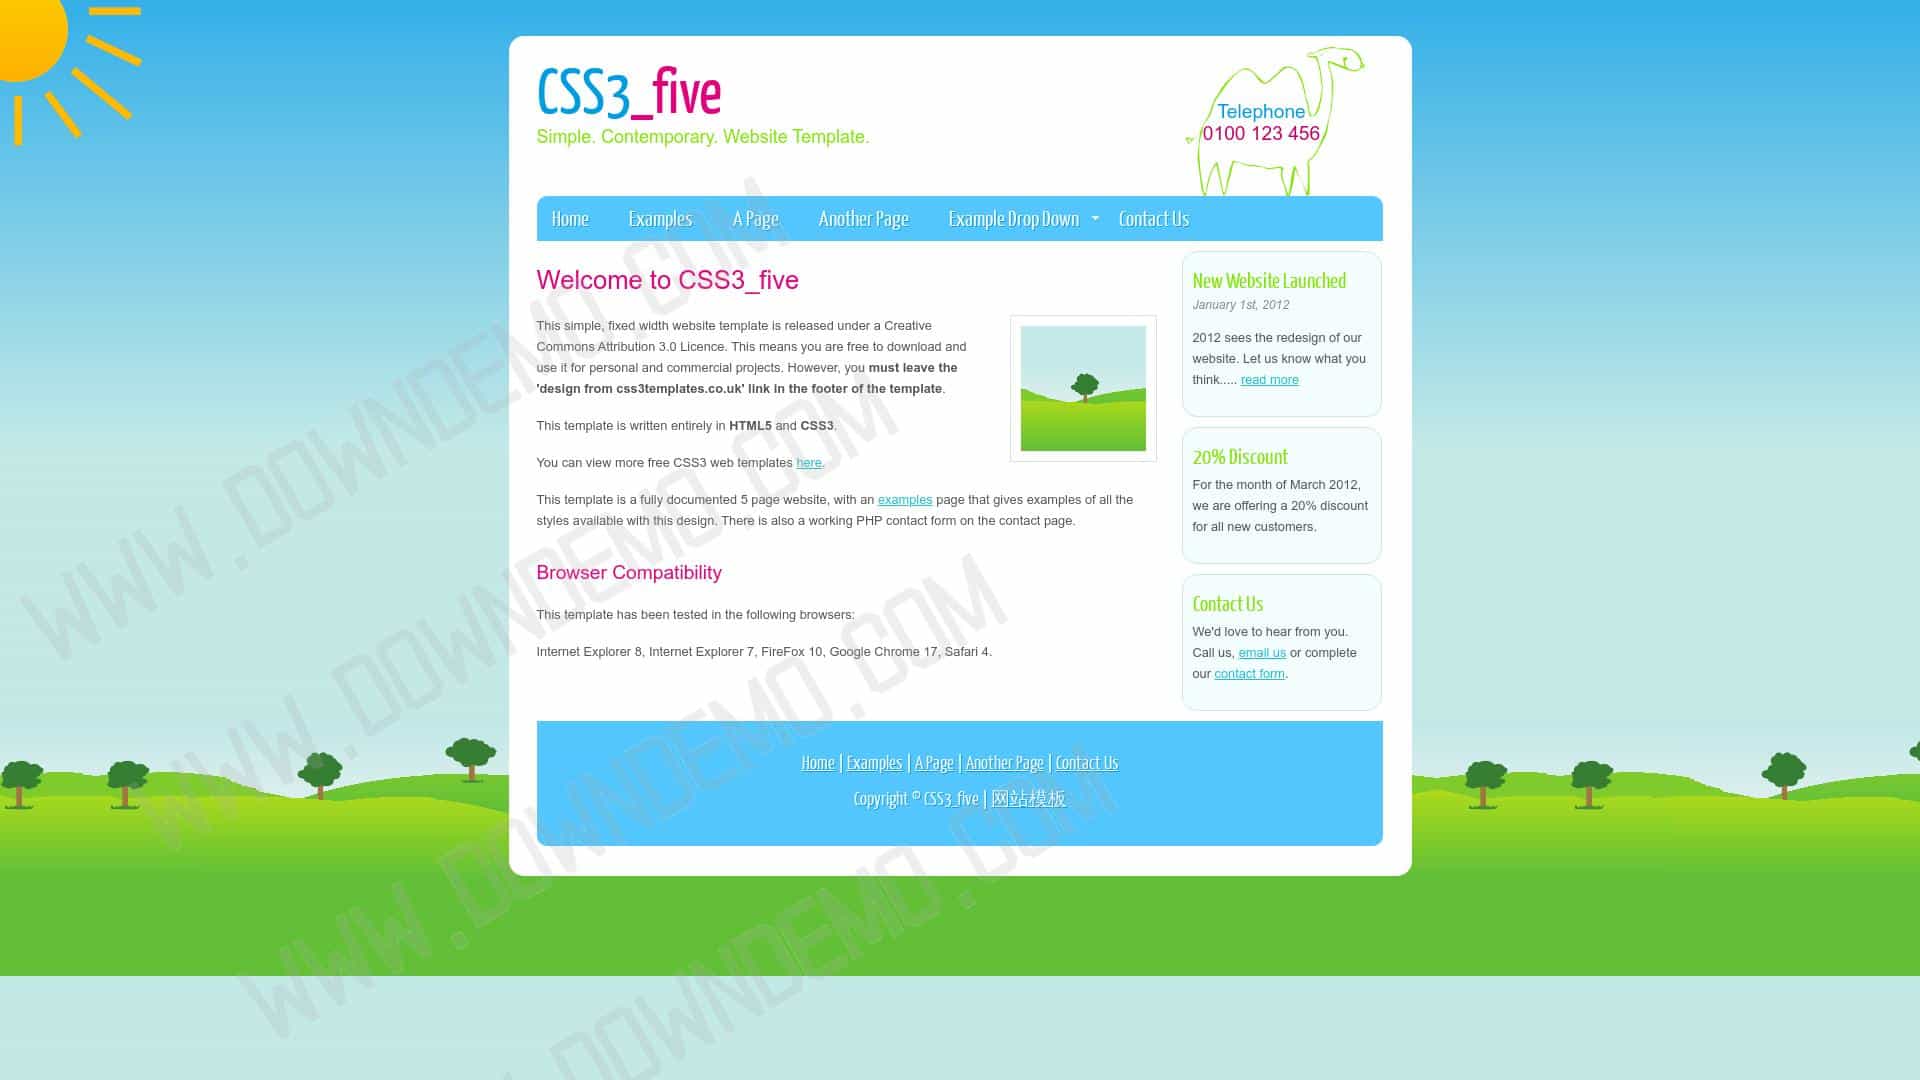 CSS3_five
Simple. Contemporary. Website Template.
Telephone
0100 123 456
Home Examples A Page Another Page Example Drop Down Contact Us
Welcome to CSS3_five
This simple, fixed width website template is released under a Creative
Commons Attribution 3.0 Licence. This means you are free to download and
use it for personal and commercial projects. However, you must leave the
'design from css3templates.co.uk' link in the footer of the template.
This template is written entirely in HTML5 and CSS3.
You can view more free CSS3 web templates here.
This template is a fully documented 5 page website, with an examples page that gives examples of all the
styles available with this design. There is also a working PHP contact form on the contact page.
Browser Compatibility
This template has been tested in the following browsers:
Internet Explorer 8, Internet Explorer 7, FireFox 10, Google Chrome 17, Safari 4.
New Website Launched
January 1st, 2012
2012 sees the redesign of our
website. Let us know what you
think..... read more
20% Discount
For the month of March 2012,
we are offering a 20% discount
for all new customers.
Contact Us
We'd love to hear from you.
Call us, email us or complete
our contact form.
Home | Examples | A Page | Another Page | Contact Us
Copyright © CSS3_five | 网站模板
WWW.DOWNDEMO.COM
WWW.DOWNDEMO.COM
WWW.DOWNDEMO.COM
DOWNDEMO.COM